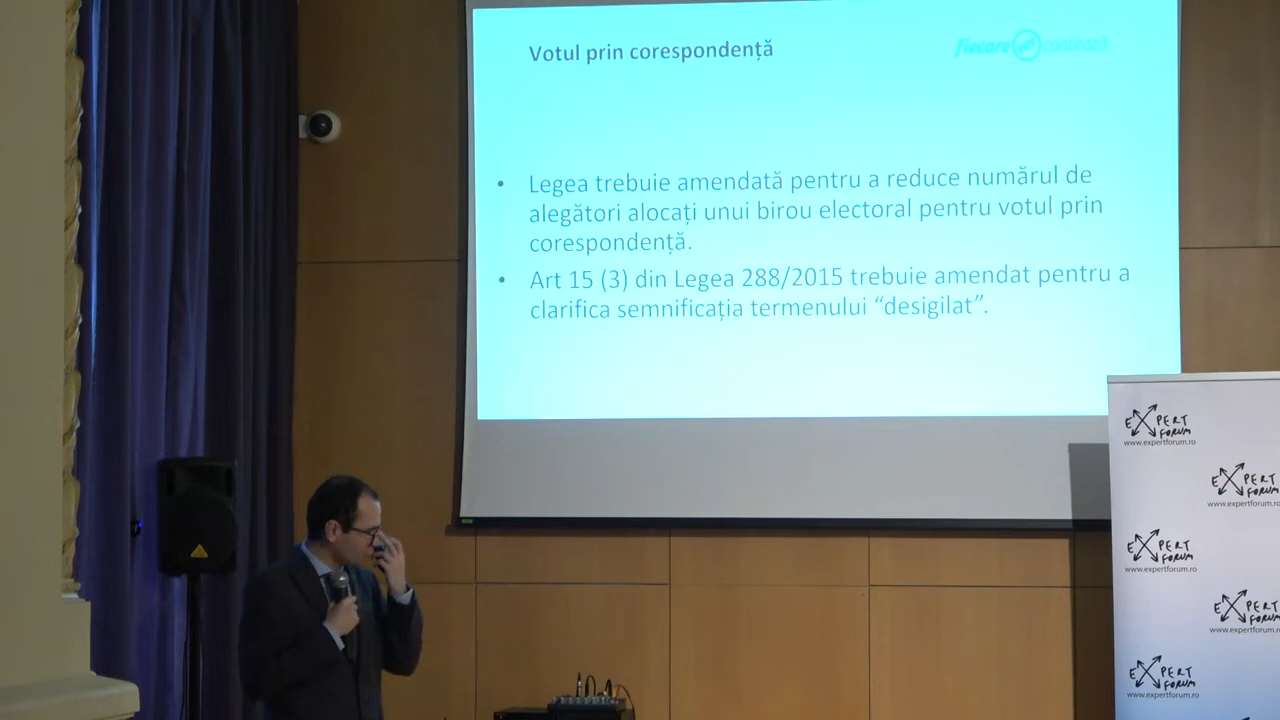 Votul prin corespondență
fiecare contează
• Legea trebuie amendată pentru a reduce numărul de
alegători alocați unui birou electoral pentru votul prin
corespondență.
• Art 15 (3) din Legea 288/2015 trebuie amendat pentru a
clarifica semnificația termenului “desigilat”.
EXPERT
FORUM
www.expertforum.ro
EXPERT
FORUM
www.expertforum.ro
EXPERT
FORUM
www.expertforum.ro
EXPERT
FORUM
www.expertforum.ro
EXPERT
FORUM
www.expertforum.ro